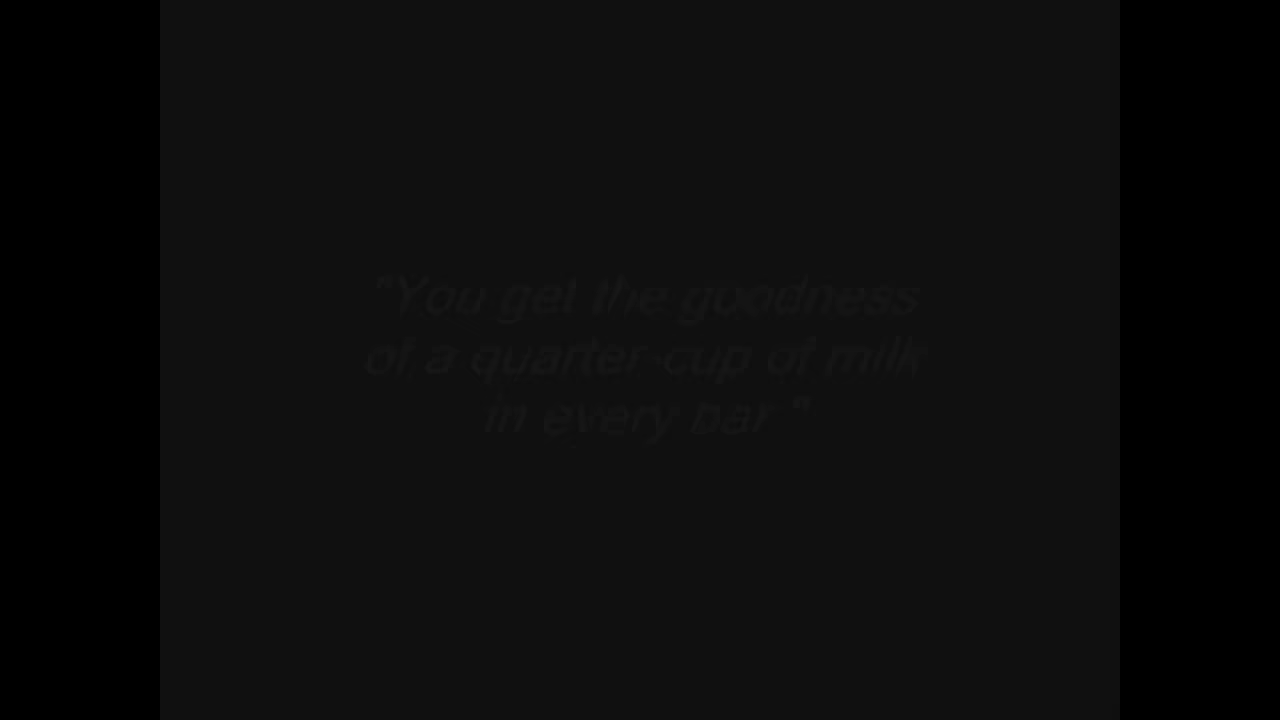 "You get the goodness
of a quarter-cup of milk
in every bar "